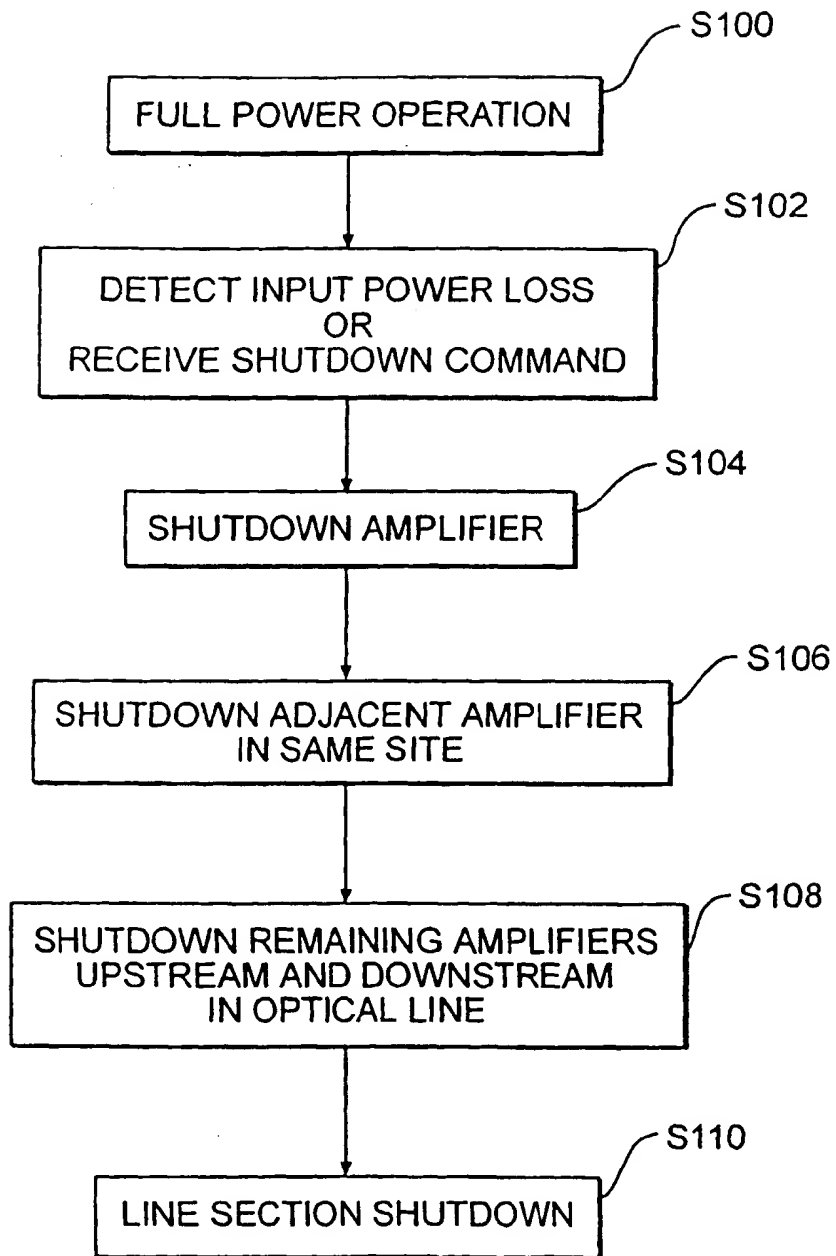 S100
FULL POWER OPERATION
S102
DETECT INPUT POWER LOSS
OR
RECEIVE SHUTDOWN COMMAND
S104
SHUTDOWN AMPLIFIER
S106
SHUTDOWN ADJACENT AMPLIFIER
IN SAME SITE
S108
SHUTDOWN REMAINING AMPLIFIERS
UPSTREAM AND DOWNSTREAM
IN OPTICAL LINE
S110
LINE SECTION SHUTDOWN